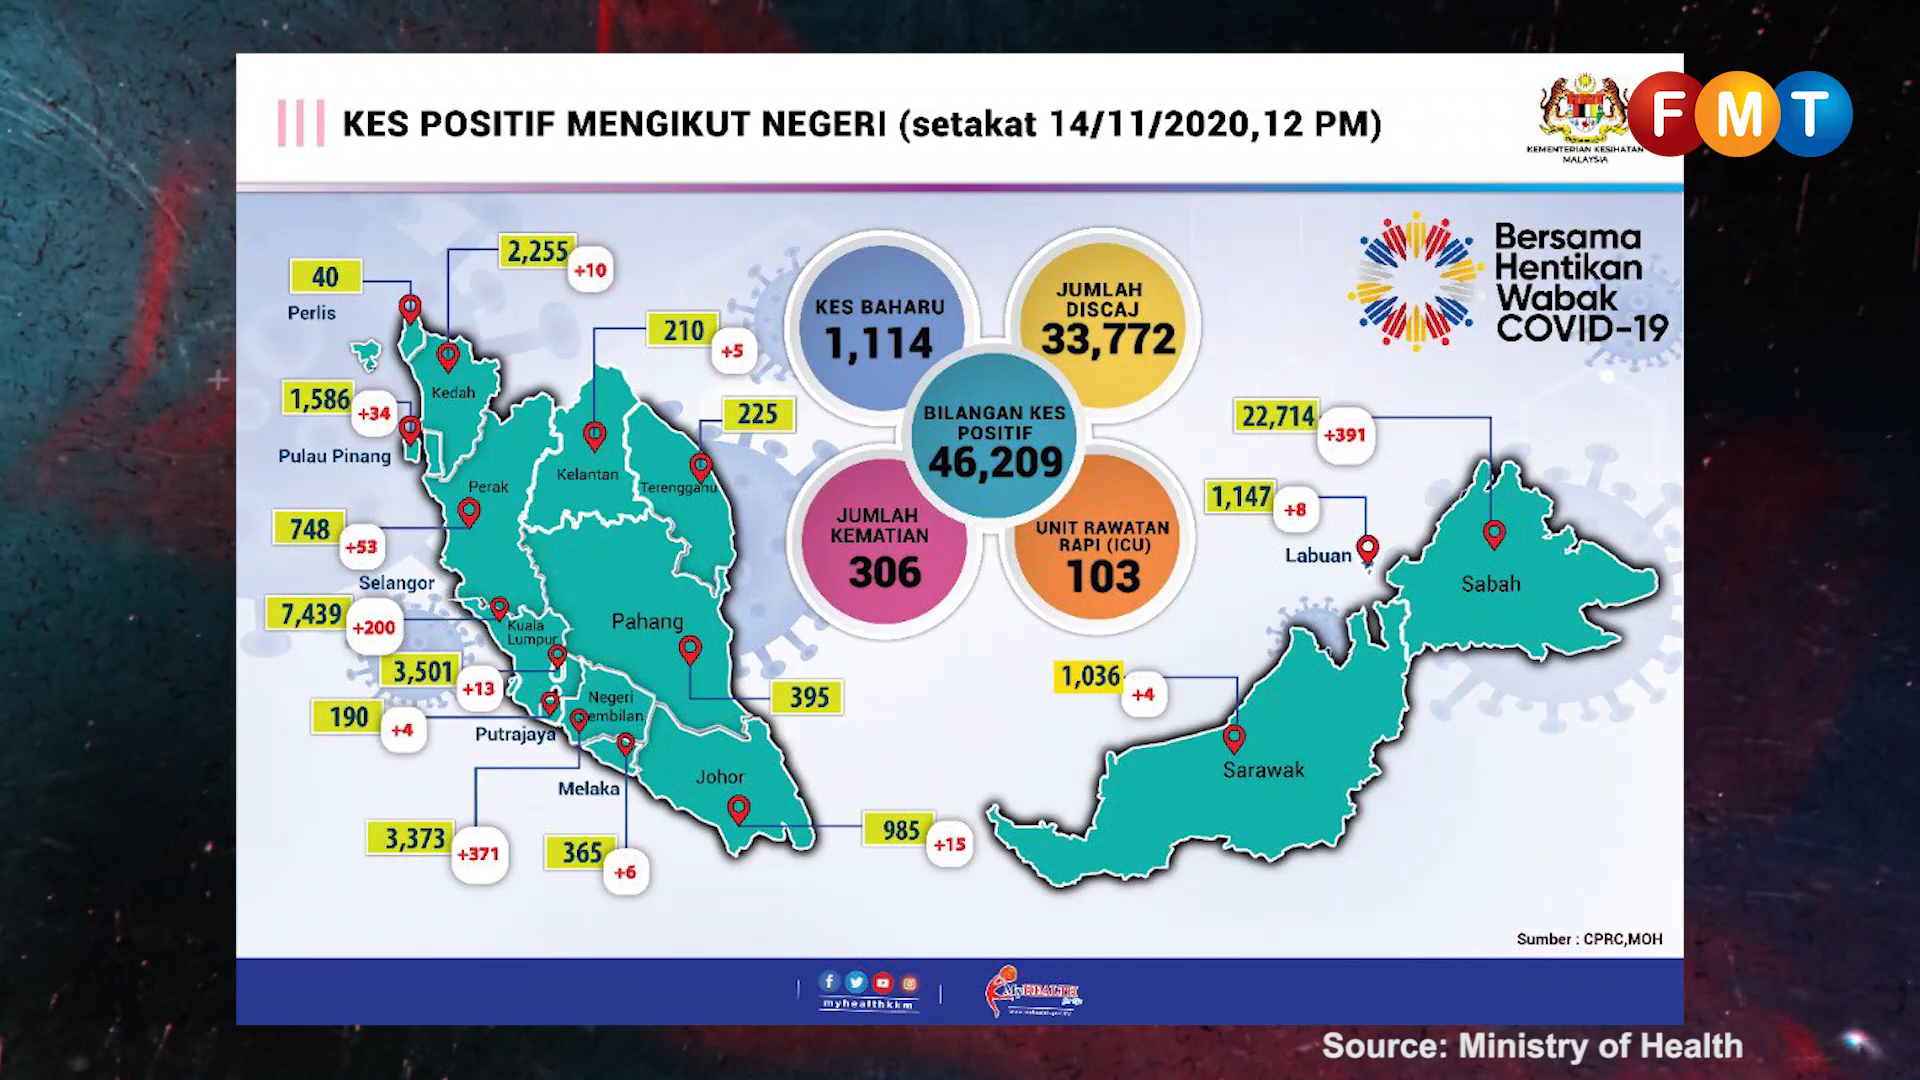 KES POSITIF MENGIKUT NEGERI (setakat 14/11/2020,12 PM)
KEMENTERIAN KESIHATAN
MALAYSIA
FMT
Bersama
Hentikan
Wabak
COVID-19
40
Perlis
2,255
+10
Kedah
210
+5
Kelantan
225
Terengganu
1,586
+34
Pulau Pinang
Perak
748
+53
Selangor
7,439
+200
Kuala
Lumpur
3,501
+13
190
+4
Putrajaya
Pahang
395
Negeri
Sembilan
3,373
+371
Melaka
365
+6
Johor
985
+15
KES BAHARU
1,114
JUMLAH
DISCAJ
33,772
BILANGAN KES
POSITIF
46,209
JUMLAH
KEMATIAN
306
UNIT RAWATAN
RAPI (ICU)
103
22,714
+391
Sabah
1,147
+8
Labuan
1,036
+4
Sarawak
Sumber : CPRC,MOH
myhealthkkm
MyHEALTH
Source: Ministry of Health